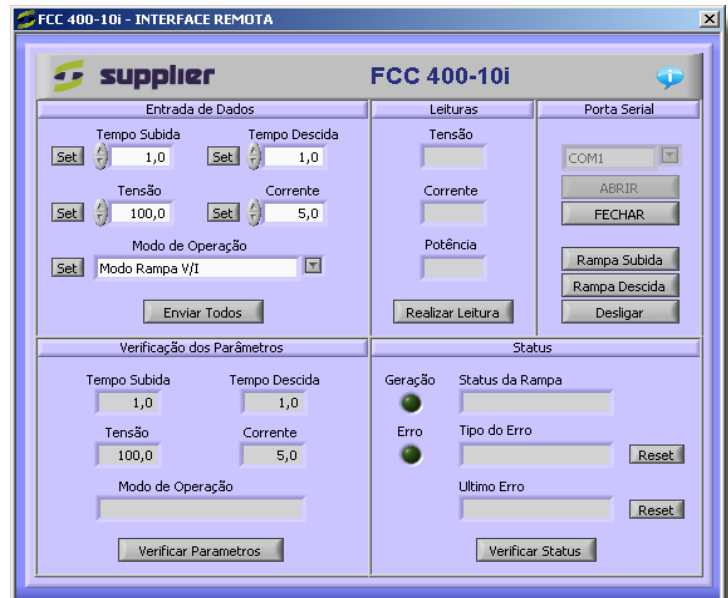 FCC 400-10i - INTERFACE REMOTA
supplier
FCC 400-10i
Entrada de Dados
Tempo Subida
Tempo Descida
Set
1,0
Set
1,0
Tensão
Corrente
Set
100,0
Set
5,0
Modo de Operação
Set
Modo Rampa V/I
Enviar Todos
Leituras
Tensão
Corrente
Potência
Realizar Leitura
Porta Serial
COM1
ABRIR
FECHAR
Rampa Subida
Rampa Descida
Desligar
Verificação dos Parâmetros
Tempo Subida
Tempo Descida
1,0
1,0
Tensão
Corrente
100,0
5,0
Modo de Operação
Verificar Parametros
Status
Geração
Status da Rampa
Erro
Tipo do Erro
Reset
Ultimo Erro
Reset
Verificar Status